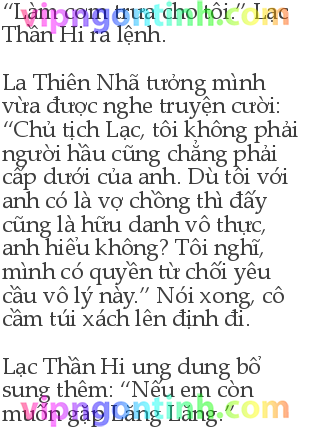 “Làm cơm trưa cho tôi.” Lạc
Thần Hi ra lệnh.
La Thiên Nhã tưởng mình
vừa được nghe truyện cười:
“Chủ tịch Lạc, tôi không phải
người hầu cũng chẳng phải
cấp dưới của anh. Dù tôi với
anh có là vợ chồng thì đấy
cũng là hữu danh vô thực,
anh hiểu không? Tôi nghĩ,
mình có quyền từ chối yêu
cầu vô lý này.” Nói xong, cô
cầm túi xách lên định đi.
Lạc Thần Hi ung dung bổ
sung thêm: “Nếu em còn
muốn gặp Lăng Lăng.”
vipngontinh.com
vipngontinh.com